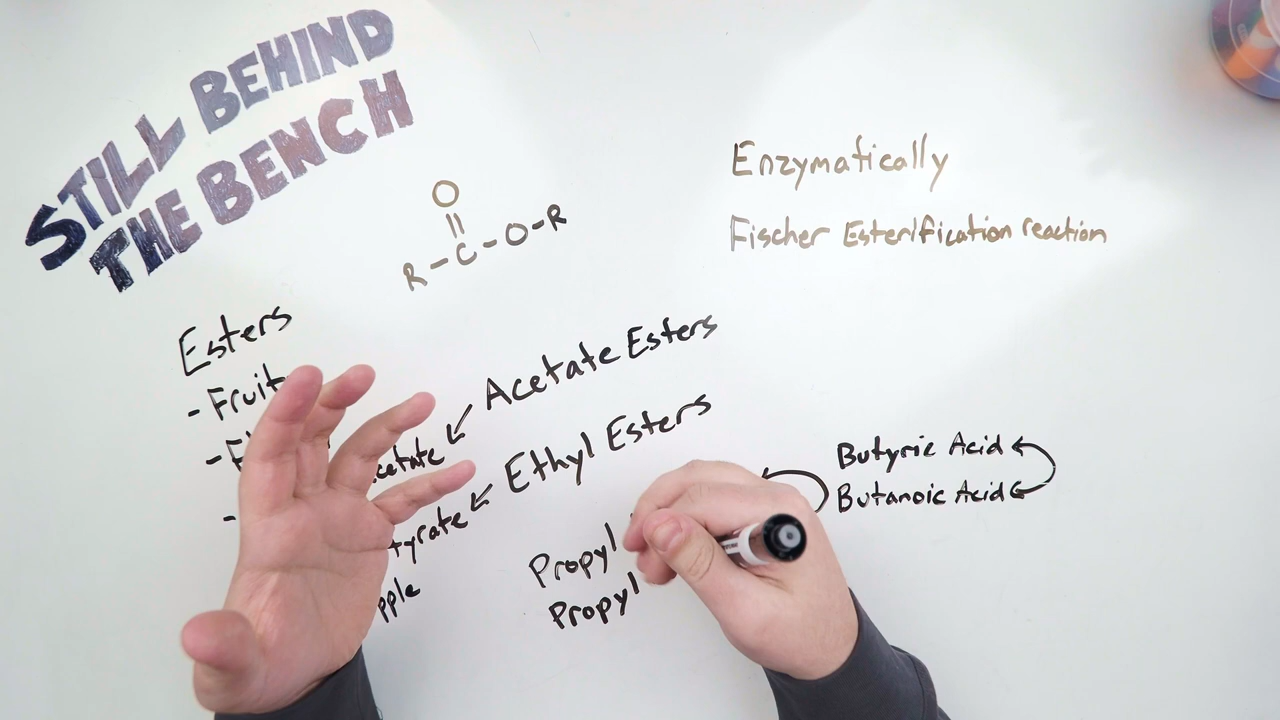 STILL BEHIND
THE BENCH
O
R-C-O-R
Enzymatically
Fischer Esterification reaction
Esters
- Fruit
Acetate Esters
Ethyl Esters
Butyric Acid
Butanoic Acid
Propyl
Propyl